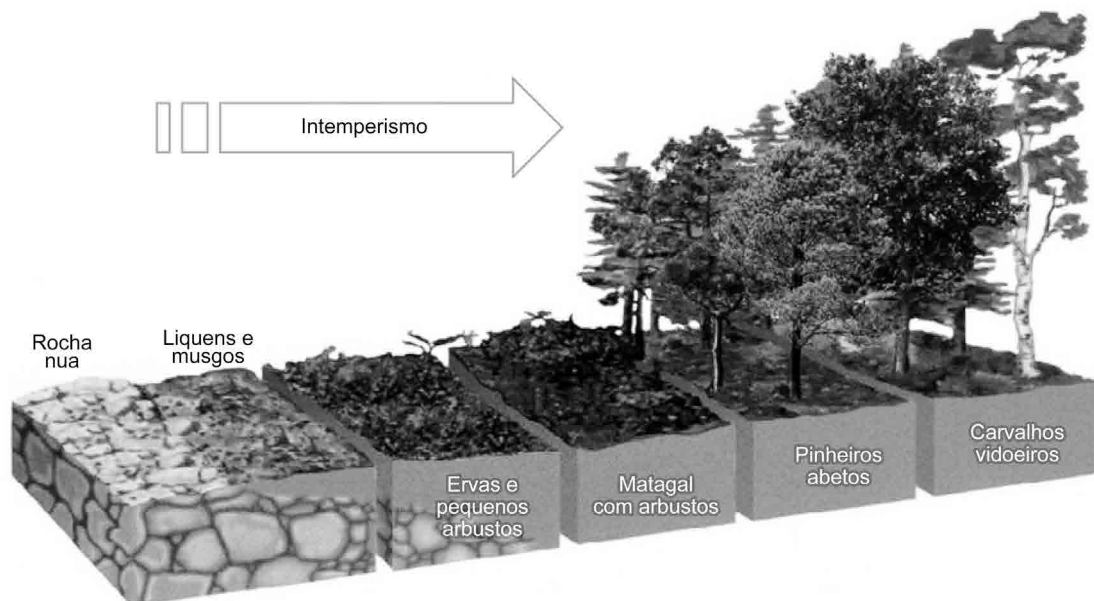 Intemperismo
Rocha
nua
Liquens e
musgos
Ervas e
pequenos
arbustos
Matagal
com arbustos
Pinheiros
abetos
Carvalhos
vidoeiros